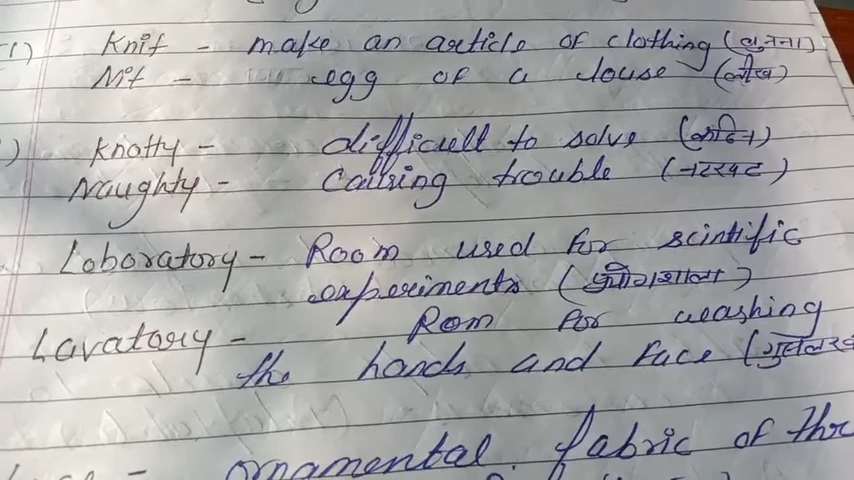 1) Knit - make an article of clothing (बुनना)
Nit - egg of a louse (लीख)
) Knotty - difficult to solve (कठिन)
Naughty - Causing trouble (नटखट)
Loboratory - Room used for scintific
experiments (प्रयोगशाला)
Lavatory - Rom for washing
the hands and Face
- ornamental fabric of thr